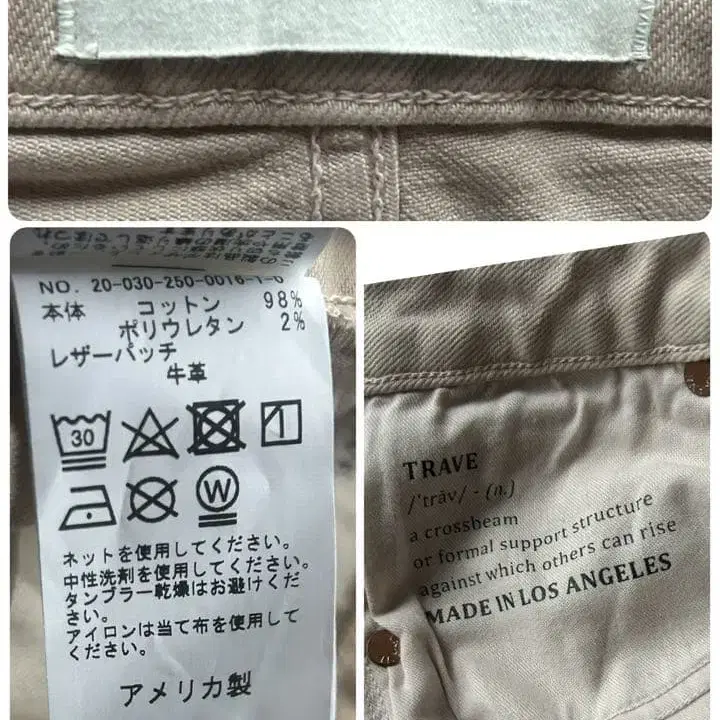 NO. 20-030-250-0016-1-0
本体 コットン 98%
ポリウレタン 2%
レザーパッチ
牛革
30
W
ネットを使用してください。
中性洗剤を使用してください。
タンブラー乾燥はお避けくだ
さい。
アイロンは当て布を使用して
ください。
アメリカ製
TRAVE
/'trāv/ - (n.)
a crossbeam
or formal support structure
against which others can rise
MADE IN LOS ANGELES